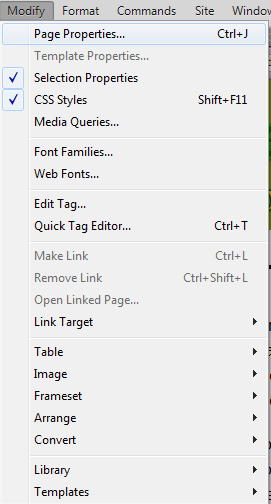 Modify Format Commands Site Window
Page Properties... Ctrl+J
Template Properties...
Selection Properties
CSS Styles Shift+F11
Media Queries...
Font Families...
Web Fonts...
Edit Tag...
Quick Tag Editor... Ctrl+T
Make Link Ctrl+L
Remove Link Ctrl+Shift+L
Open Linked Page...
Link Target
Table
Image
Frameset
Arrange
Convert
Library
Templates